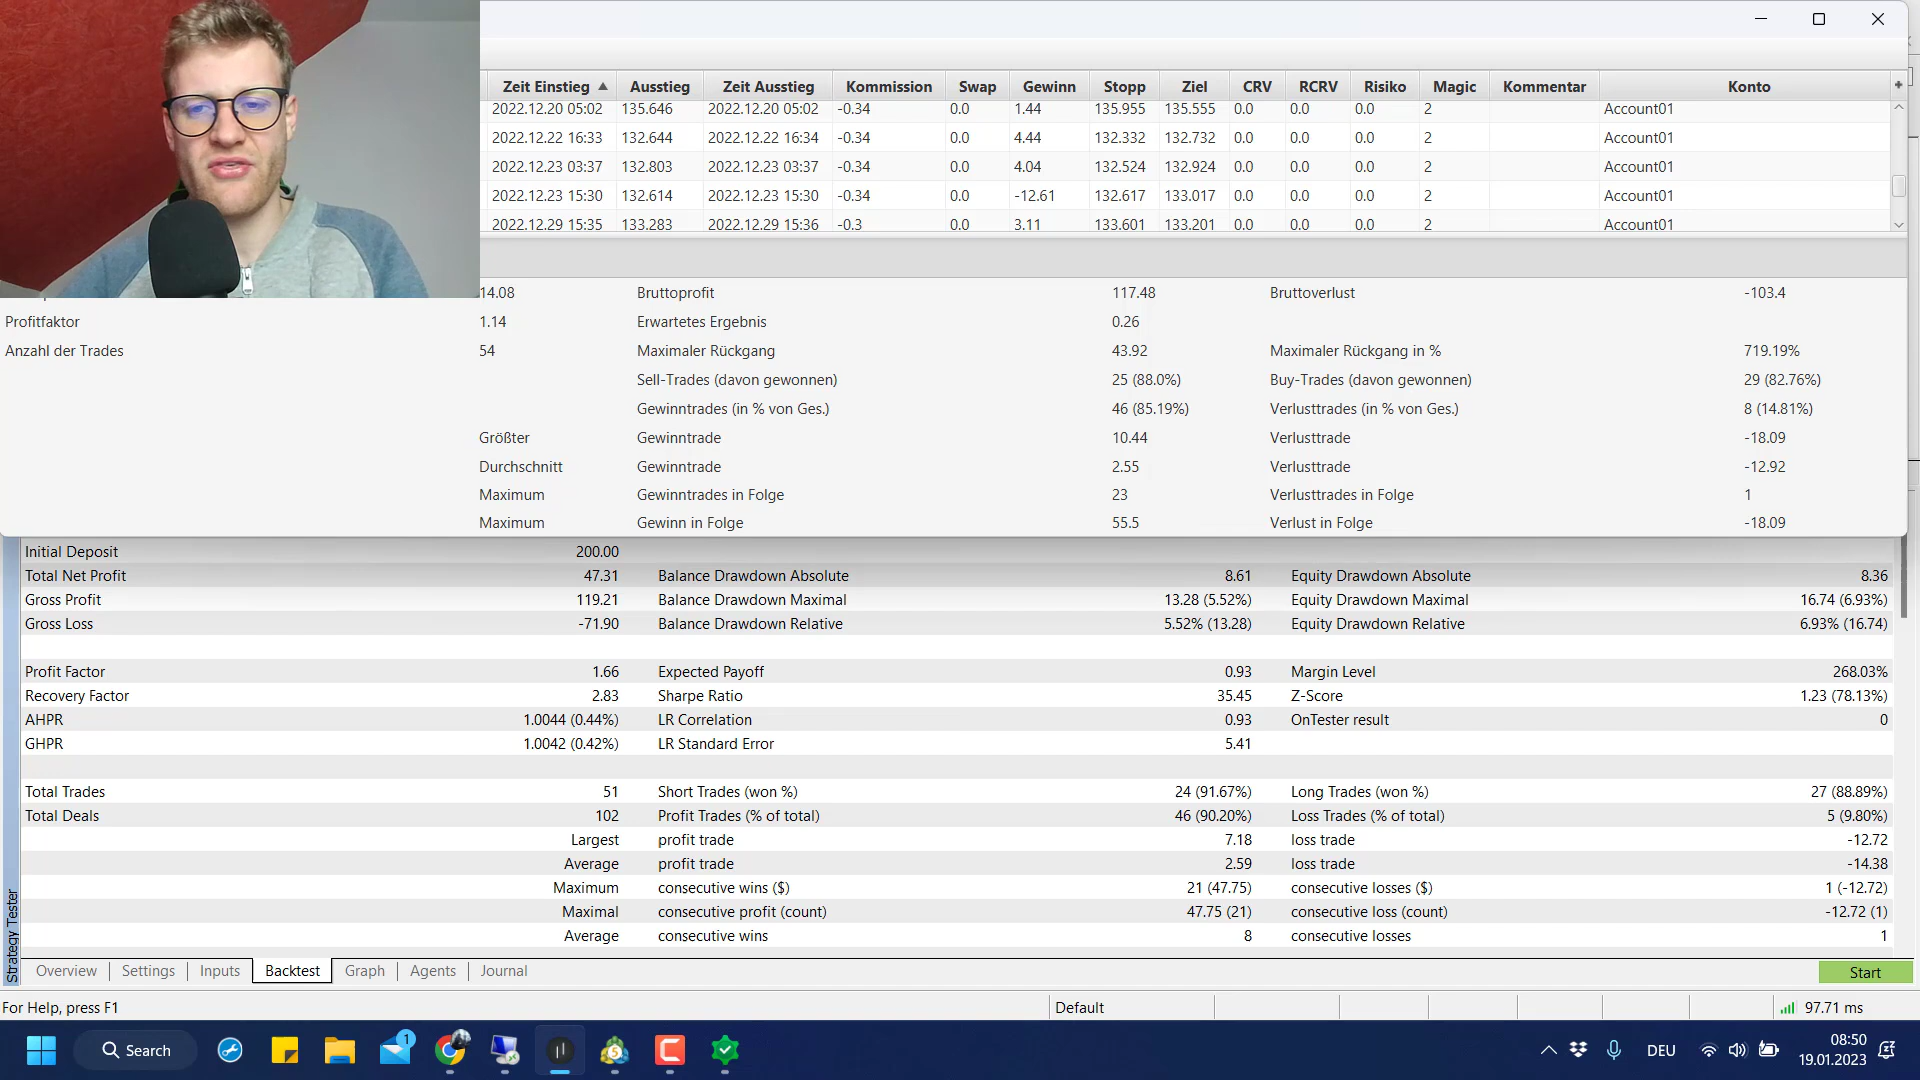 Zeit Einstieg Ausstieg Zeit Ausstieg Kommission Swap Gewinn Stopp Ziel CRV RCRV Risiko Magic Kommentar Konto +
2022.12.20 05:02 135.646 2022.12.20 05:02 -0.34 0.0 1.44 135.955 135.555 0.0 0.0 0.0 2 Account01
2022.12.22 16:33 132.644 2022.12.22 16:34 -0.34 0.0 4.44 132.332 132.732 0.0 0.0 0.0 2 Account01
2022.12.23 03:37 132.803 2022.12.23 03:37 -0.34 0.0 4.04 132.524 132.924 0.0 0.0 0.0 2 Account01
2022.12.23 15:30 132.614 2022.12.23 15:30 -0.34 0.0 -12.61 132.617 133.017 0.0 0.0 0.0 2 Account01
2022.12.29 15:35 133.283 2022.12.29 15:36 -0.3 0.0 3.11 133.601 133.201 0.0 0.0 0.0 2 Account01
14.08 Bruttoprofit 117.48 Bruttoverlust -103.4
Profitfaktor 1.14 Erwartetes Ergebnis 0.26
Anzahl der Trades 54 Maximaler Rückgang 43.92 Maximaler Rückgang in % 719.19%
Sell-Trades (davon gewonnen) 25 (88.0%) Buy-Trades (davon gewonnen) 29 (82.76%)
Gewinntrades (in % von Ges.) 46 (85.19%) Verlusttrades (in % von Ges.) 8 (14.81%)
Größter Gewinntrade 10.44 Verlusttrade -18.09
Durchschnitt Gewinntrade 2.55 Verlusttrade -12.92
Maximum Gewinntrades in Folge 23 Verlusttrades in Folge 1
Maximum Gewinn in Folge 55.5 Verlust in Folge -18.09
Initial Deposit 200.00
Total Net Profit 47.31 Balance Drawdown Absolute 8.61 Equity Drawdown Absolute 8.36
Gross Profit 119.21 Balance Drawdown Maximal 13.28 (5.52%) Equity Drawdown Maximal 16.74 (6.93%)
Gross Loss -71.90 Balance Drawdown Relative 5.52% (13.28) Equity Drawdown Relative 6.93% (16.74)
Profit Factor 1.66 Expected Payoff 0.93 Margin Level 268.03%
Recovery Factor 2.83 Sharpe Ratio 35.45 Z-Score 1.23 (78.13%)
AHPR 1.0044 (0.44%) LR Correlation 0.93 OnTester result 0
GHPR 1.0042 (0.42%) LR Standard Error 5.41
Total Trades 51 Short Trades (won %) 24 (91.67%) Long Trades (won %) 27 (88.89%)
Total Deals 102 Profit Trades (% of total) 46 (90.20%) Loss Trades (% of total) 5 (9.80%)
Largest profit trade 7.18 loss trade -12.72
Average profit trade 2.59 loss trade -14.38
Maximum consecutive wins ($) 21 (47.75) consecutive losses ($) 1 (-12.72)
Maximal consecutive profit (count) 47.75 (21) consecutive loss (count) -12.72 (1)
Average consecutive wins 8 consecutive losses 1
Strategy Tester
Overview Settings Inputs Backtest Graph Agents Journal Start
For Help, press F1 Default 97.71 ms
Search 1 DEU 08:50
19.01.2023